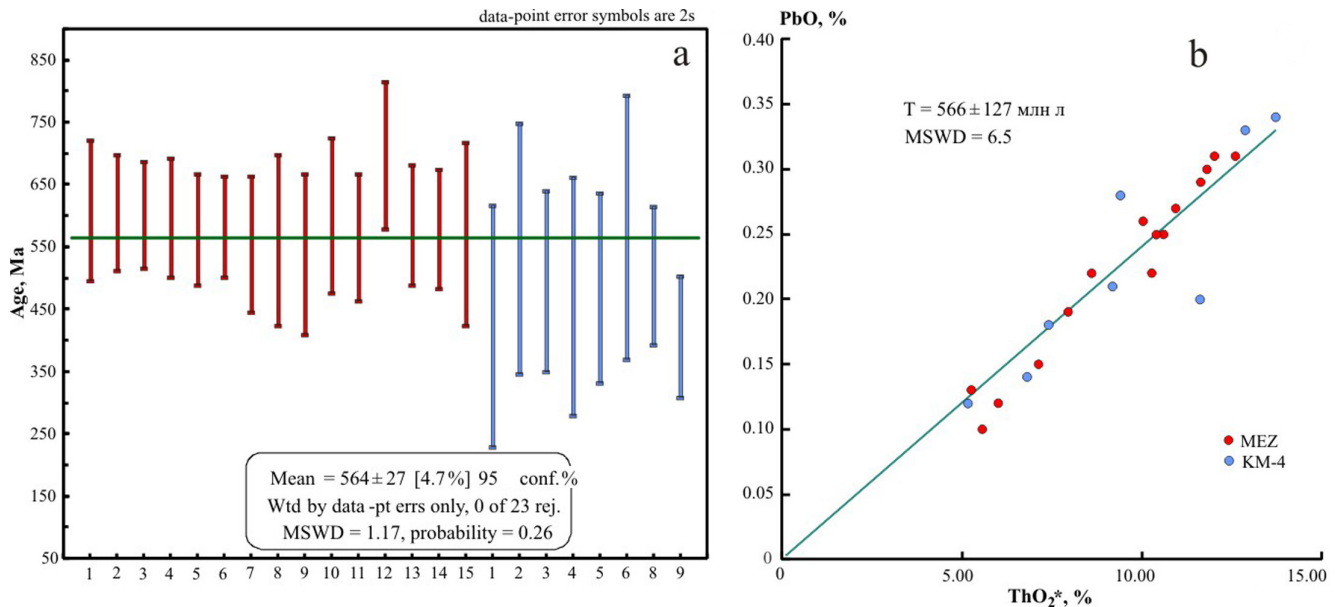 data-point error symbols are 2s
a
850
750
650
550
450
350
250
150
50
Age, Ma
Mean = 564 ± 27 [4.7%] 95 conf.%
Wtd by data -pt errs only, 0 of 23 rej.
MSWD = 1.17, probability = 0.26
1 2 3 4 5 6 7 8 9 10 11 12 13 14 15 1 2 3 4 5 6 8 9
PbO, %
b
0.40
0.35
0.30
0.25
0.20
0.15
0.10
0.05
0
T = 566 ± 127 млн л
MSWD = 6.5
MEZ
KM-4
0 5.00 10.00 15.00
ThO₂*, %